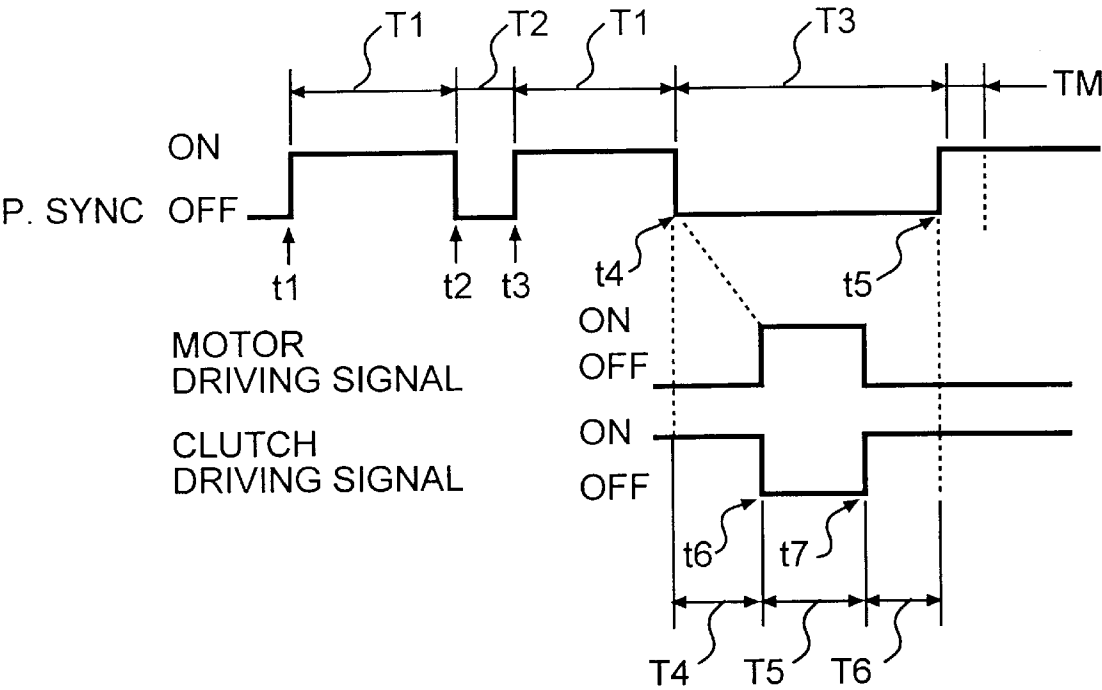 T1 T2 T1 T3
TM
ON
P. SYNC OFF
t1 t2 t3 t4 t5
ON
MOTOR
OFF
DRIVING SIGNAL
CLUTCH ON
DRIVING SIGNAL OFF
t6 t7
T4 T5 T6